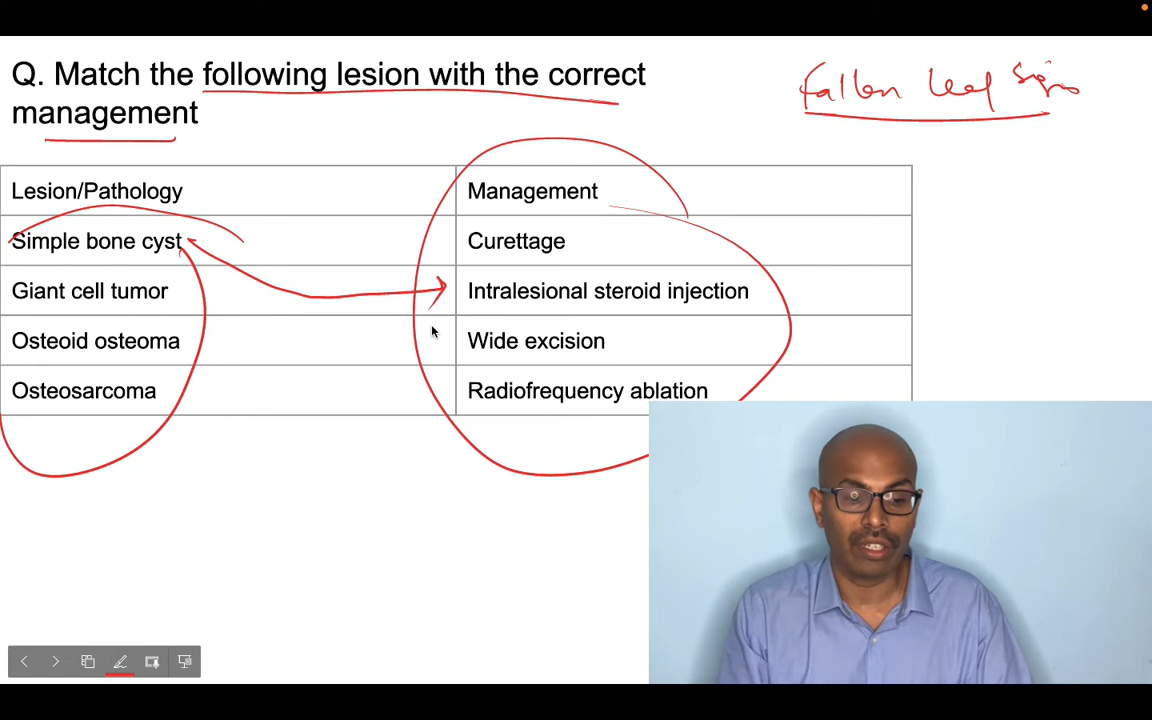 Q. Match the following lesion with the correct
management
fallen leaf sign
Lesion/Pathology Management
Simple bone cyst Curettage
Giant cell tumor Intralesional steroid injection
Osteoid osteoma Wide excision
Osteosarcoma Radiofrequency ablation